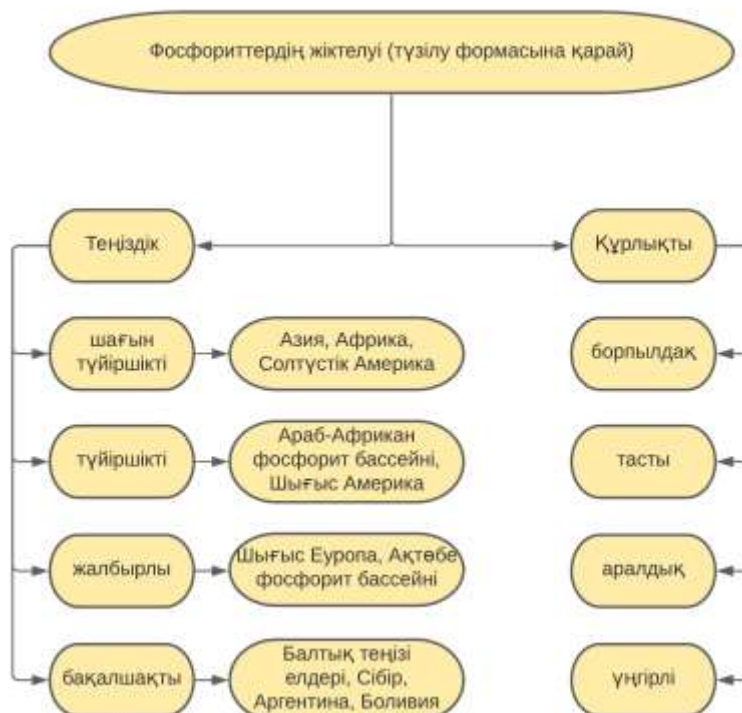 Фосфориттердің жіктелуі (түзілу формасына қарай)
Теңіздік
Құрлықты
шағын
түйіршікті
Азия, Африка,
Солтүстік Америка
борпылдақ
түйіршікті
Араб-Африкан
фосфорит бассейні,
Шығыс Америка
тасты
жалбырлы
Шығыс Еуропа, Ақтөбе
фосфорит бассейні
аралдық
бақалшақты
Балтық теңізі
елдері, Сібір,
Аргентина, Боливия
үңгірлі